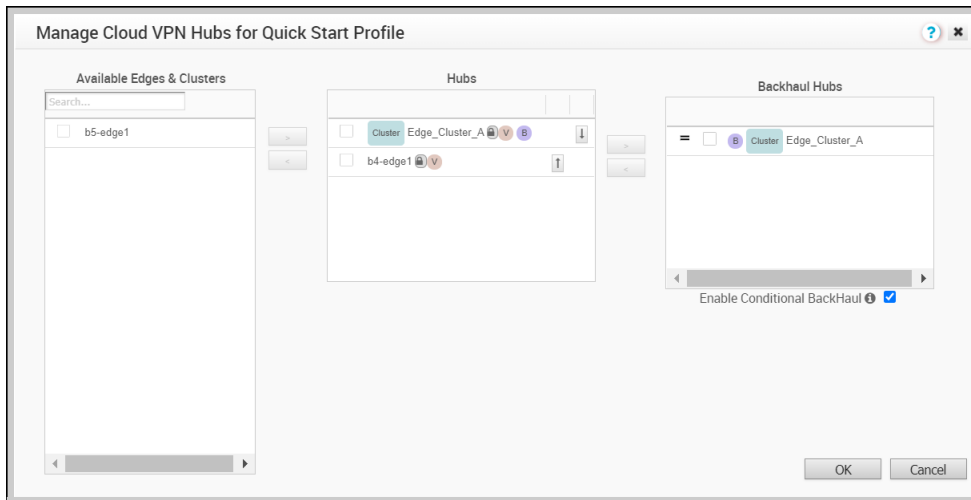 Manage Cloud VPN Hubs for Quick Start Profile
?
Available Edges & Clusters
Search...
b5-edge1
>
<
Hubs
Cluster Edge_Cluster_A V B
b4-edge1 V
>
<
Backhaul Hubs
B Cluster Edge_Cluster_A
Enable Conditional BackHaul
OK Cancel